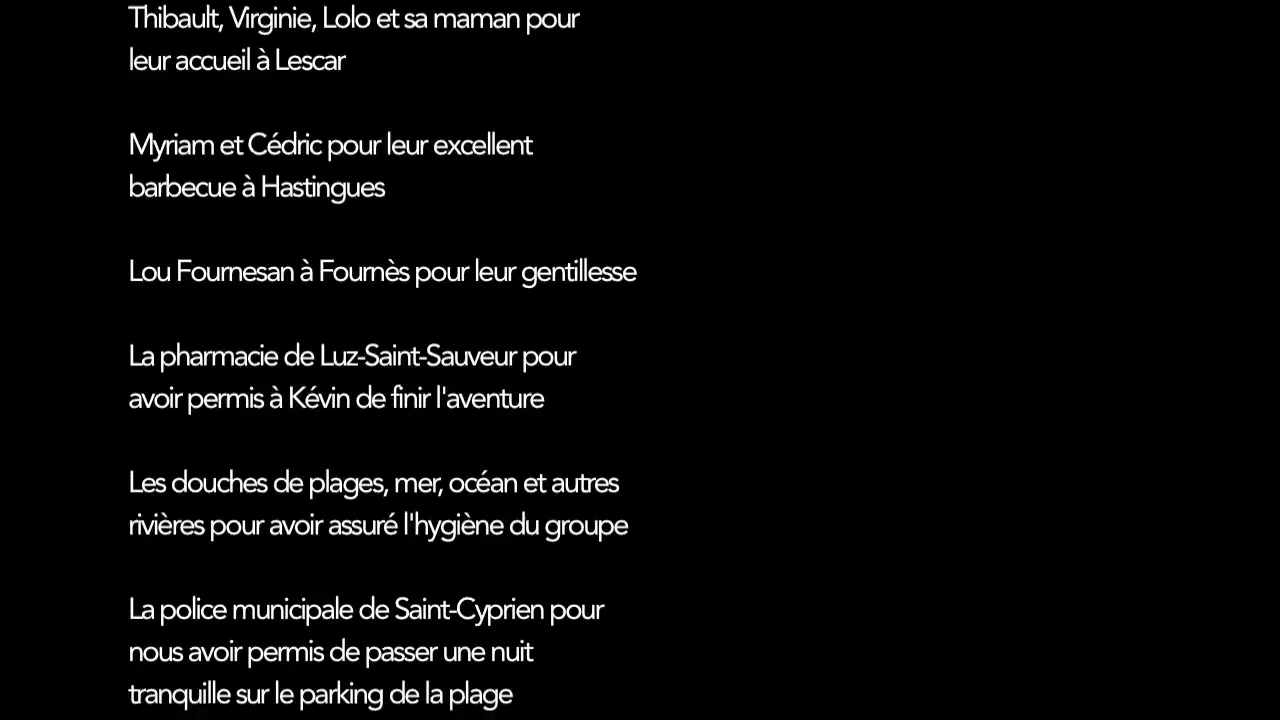 Thibault, Virginie, Lolo et sa maman pour
leur accueil à Lescar
Myriam et Cédric pour leur excellent
barbecue à Hastingues
Lou Fournesan à Fournès pour leur gentillesse
La pharmacie de Luz-Saint-Sauveur pour
avoir permis à Kévin de finir l'aventure
Les douches de plages, mer, océan et autres
rivières pour avoir assuré l'hygiène du groupe
La police municipale de Saint-Cyprien pour
nous avoir permis de passer une nuit
tranquille sur le parking de la plage